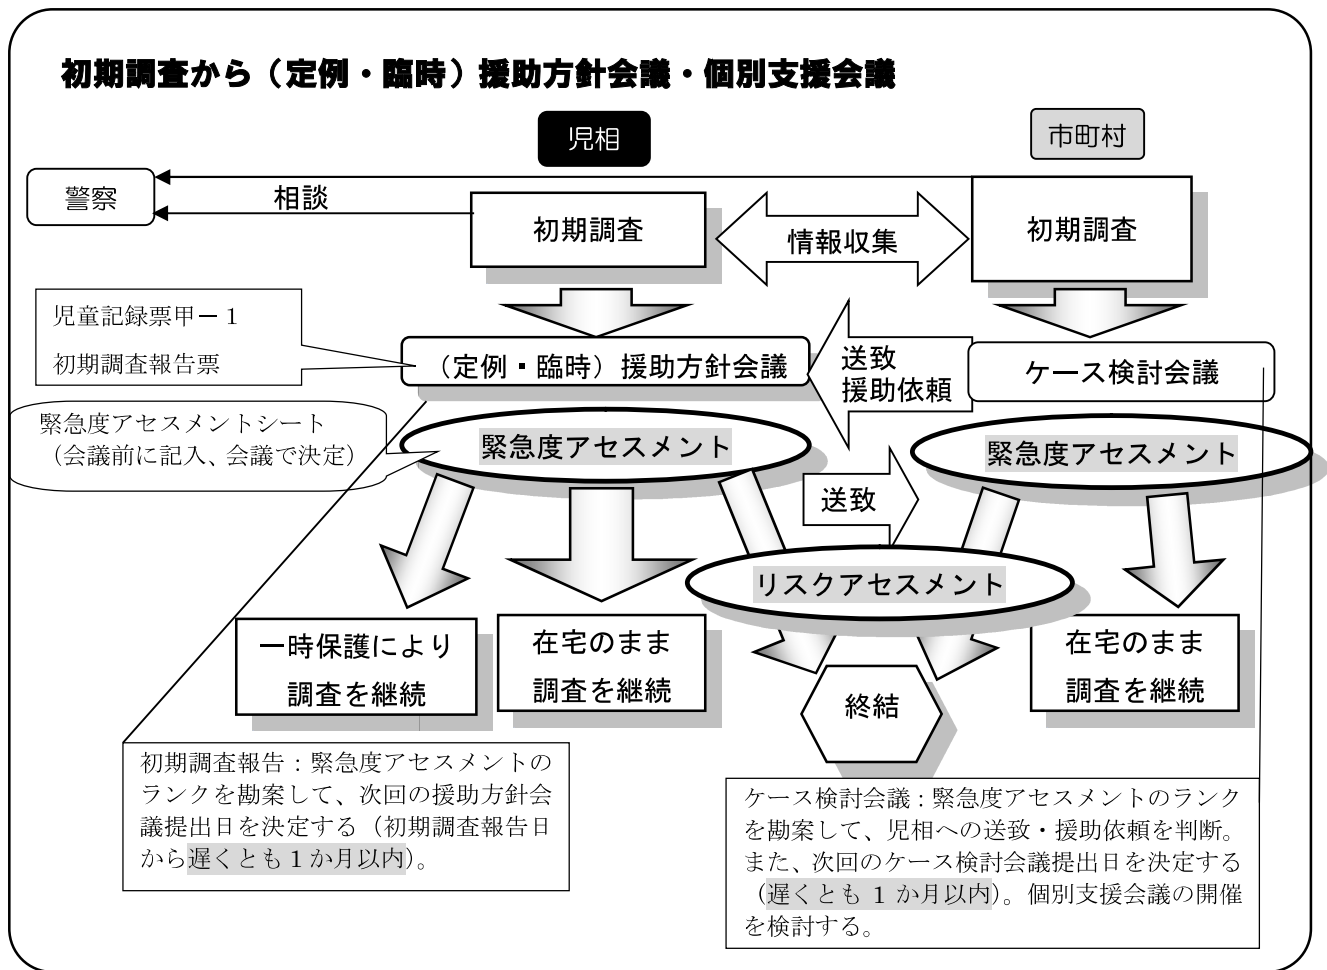 初期調査から（定例・臨時）援助方針会議・個別支援会議
児相
市町村
警察
相談
初期調査
情報収集
初期調査
児童記録票甲－１
初期調査報告票
（定例・臨時）援助方針会議
送致
援助依頼
ケース検討会議
緊急度アセスメントシート
（会議前に記入、会議で決定）
緊急度アセスメント
緊急度アセスメント
送致
リスクアセスメント
一時保護により
調査を継続
在宅のまま
調査を継続
終結
在宅のまま
調査を継続
初期調査報告：緊急度アセスメントの
ランクを勘案して、次回の援助方針会
議提出日を決定する（初期調査報告日
から遅くとも１か月以内）。
ケース検討会議：緊急度アセスメントのランク
を勘案して、児相への送致・援助依頼を判断。
また、次回のケース検討会議提出日を決定する
（遅くとも 1 か月以内）。個別支援会議の開催
を検討する。